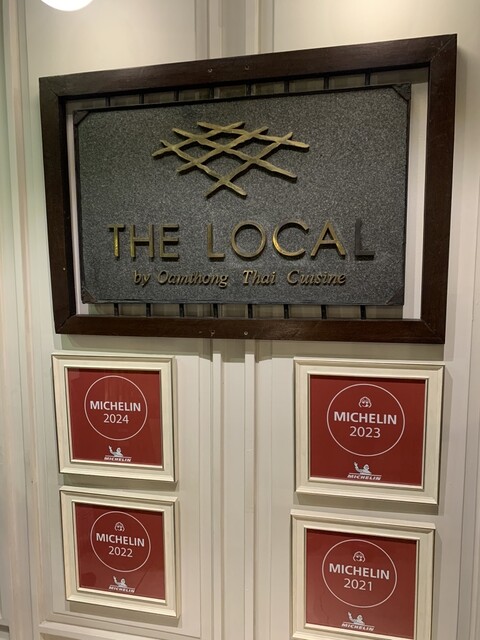 THE LOCAL
by Oamthong Thai Cuisine
MICHELIN
2024
MICHELIN
MICHELIN
2023
MICHELIN
MICHELIN
2022
MICHELIN
MICHELIN
2021
MICHELIN